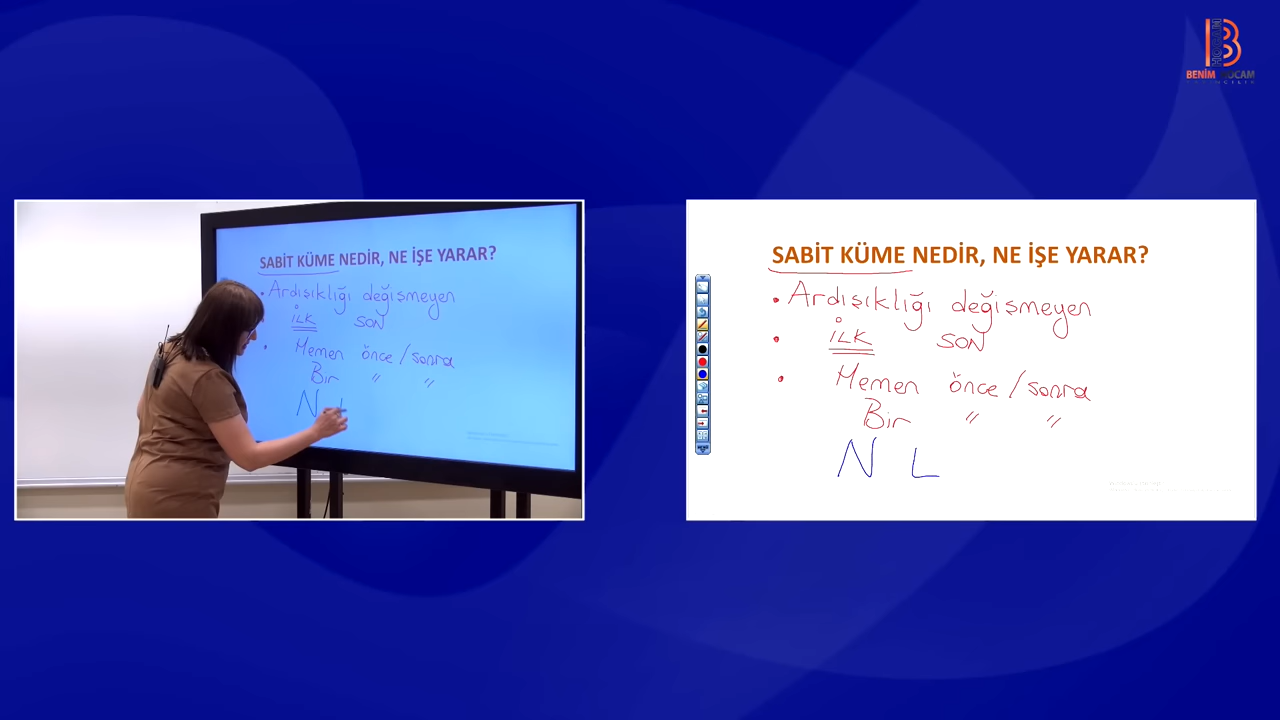 BENİM HOCAM
YAYINCILIK
SABİT KÜME NEDİR, NE İŞE YARAR?
• Ardışıklığı değişmeyen
İLK SON
• Hemen önce / sonra
Bir " "
N L
SABİT KÜME NEDİR, NE İŞE YARAR?
• Ardışıklığı değişmeyen
• İLK SON
• Hemen önce / sonra
Bir " "
N L